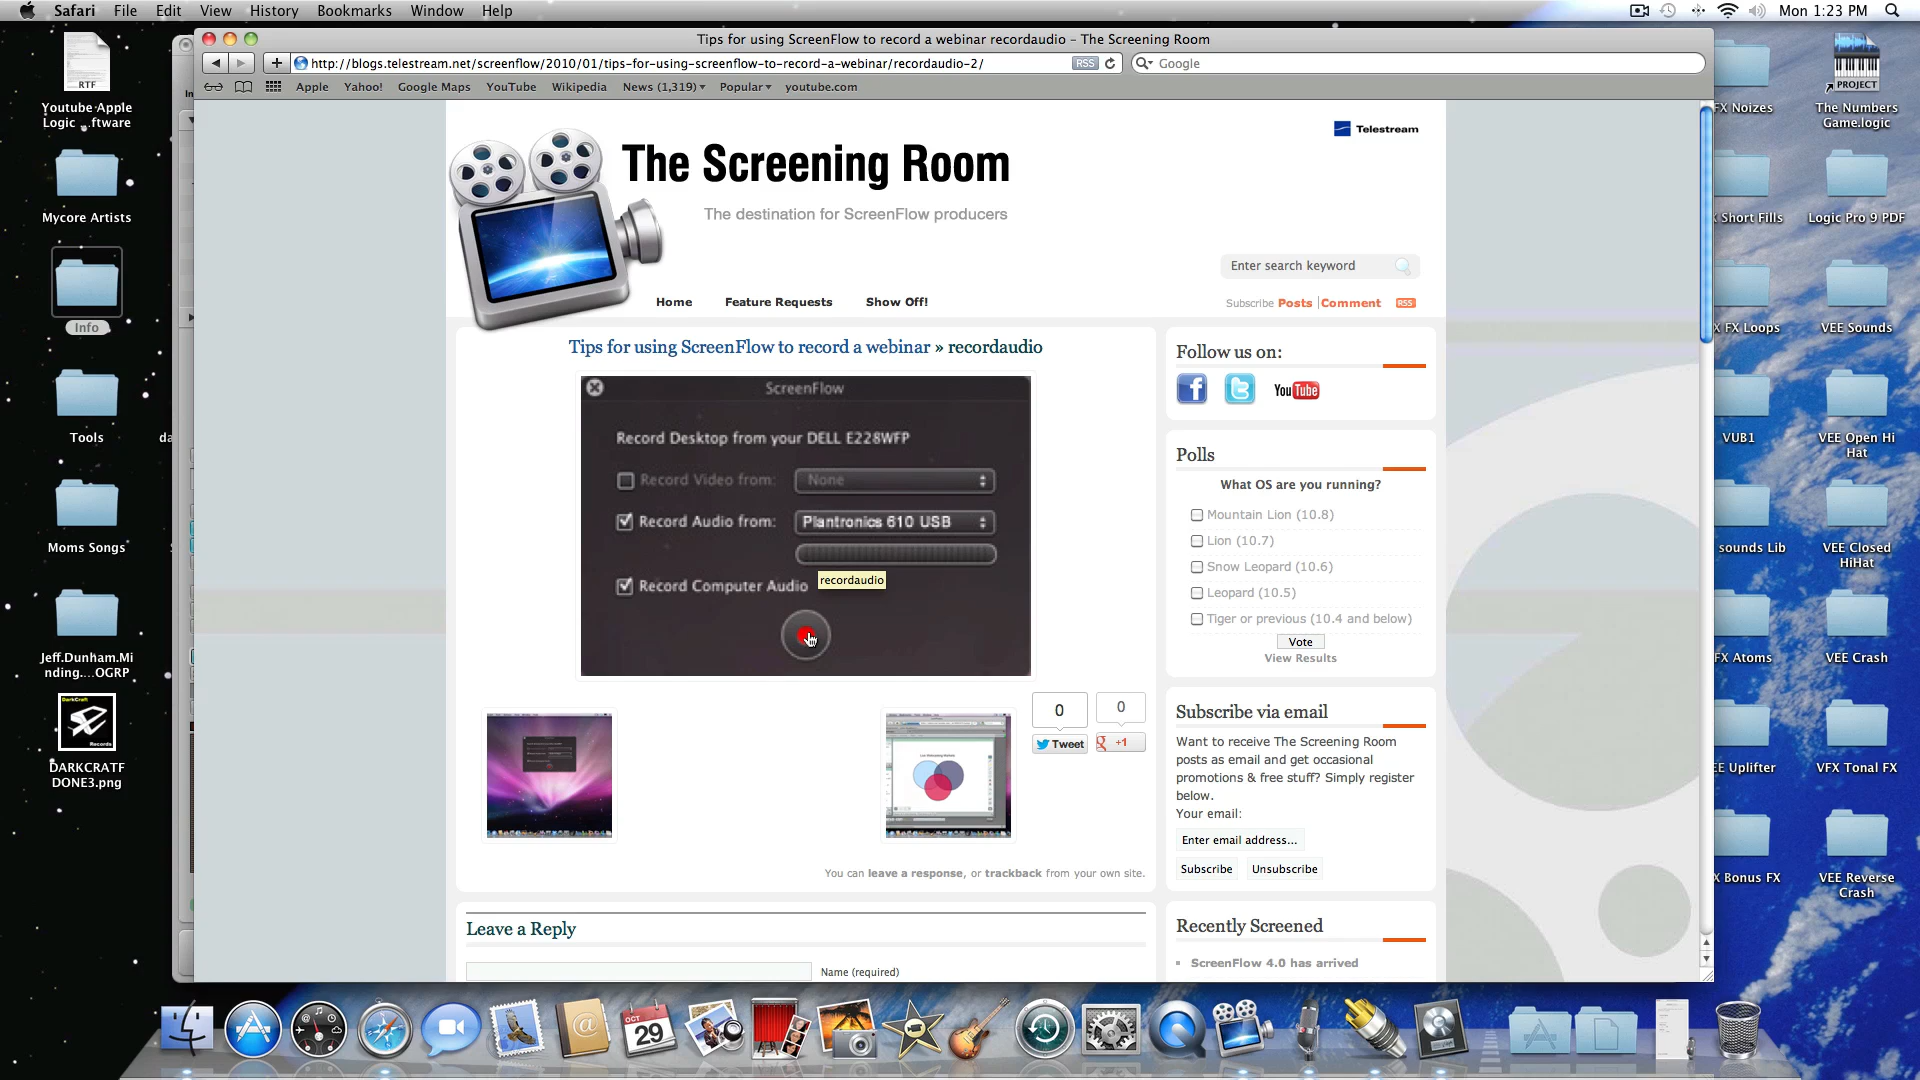 Safari File Edit View History Bookmarks Window Help
Mon 1:23 PM
Tips for using ScreenFlow to record a webinar recordaudio – The Screening Room
http://blogs.telestream.net/screenflow/2010/01/tips-for-using-screenflow-to-record-a-webinar/recordaudio-2/
RSS
Google
Apple Yahoo! Google Maps YouTube Wikipedia News (1,319) Popular youtube.com
RTF
Youtube Apple
Logic ...ftware
Mycore Artists
Info
Tools
Moms Songs
Jeff.Dunham.Mi
nding....OGRP
DarkCraft
Records
DARKCRATF
DONE3.png
Telestream
The Screening Room
The destination for ScreenFlow producers
Enter search keyword
Home Feature Requests Show Off!
Subscribe Posts | Comment RSS
Tips for using ScreenFlow to record a webinar » recordaudio
ScreenFlow
Record Desktop from your DELL E228WFP
Record Video from: None
Record Audio from: Plantronics 610 USB
Record Computer Audio
recordaudio
0
Tweet
0
+1
You can leave a response, or trackback from your own site.
Leave a Reply
Name (required)
Follow us on:
You Tube
Polls
What OS are you running?
Mountain Lion (10.8)
Lion (10.7)
Snow Leopard (10.6)
Leopard (10.5)
Tiger or previous (10.4 and below)
Vote
View Results
Subscribe via email
Want to receive The Screening Room
posts as email and get occasional
promotions & free stuff? Simply register
below.
Your email:
Enter email address...
Subscribe Unsubscribe
Recently Screened
ScreenFlow 4.0 has arrived
FX Noizes
Short Fills
FX Loops
VUB1
sounds Lib
FX Atoms
EE Uplifter
X Bonus FX
PROJECT
The Numbers
Game.logic
Logic Pro 9 PDF
VEE Sounds
VEE Open Hi
Hat
VEE Closed
HiHat
VEE Crash
VFX Tonal FX
VEE Reverse
Crash
OCT
29